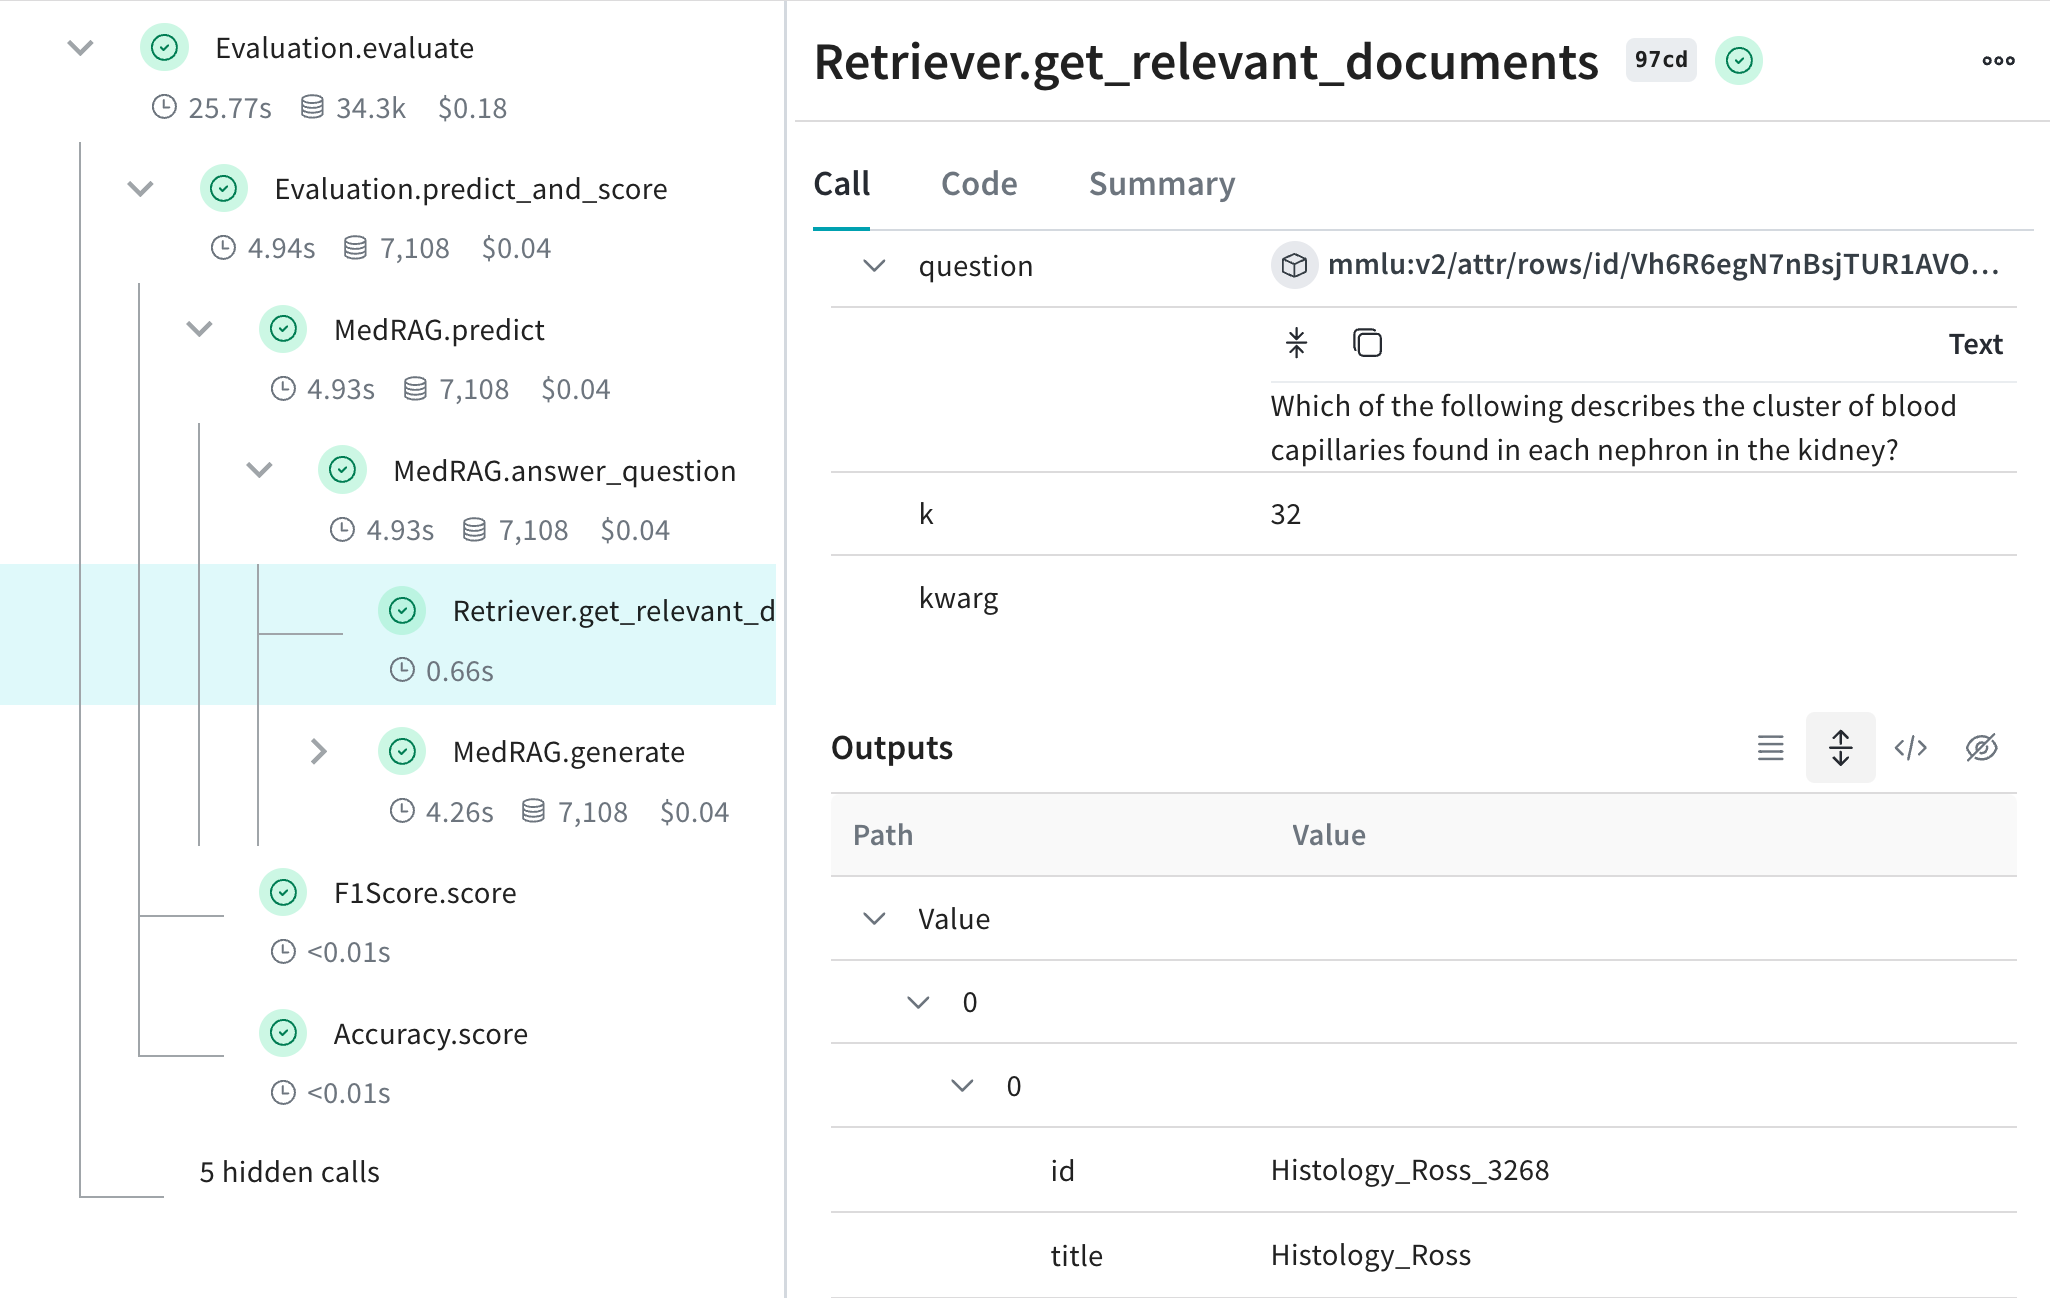 Evaluation.evaluate
25.77s 34.3k $0.18
Evaluation.predict_and_score
4.94s 7,108 $0.04
MedRAG.predict
4.93s 7,108 $0.04
MedRAG.answer_question
4.93s 7,108 $0.04
Retriever.get_relevant_d
0.66s
MedRAG.generate
4.26s 7,108 $0.04
F1Score.score
<0.01s
Accuracy.score
<0.01s
5 hidden calls
Retriever.get_relevant_documents 97cd
Call Code Summary
question mmlu:v2/attr/rows/id/Vh6R6egN7nBsjTUR1AVO...
Text
Which of the following describes the cluster of blood
capillaries found in each nephron in the kidney?
k 32
kwarg
Outputs
Path Value
Value
0
0
id Histology_Ross_3268
title Histology_Ross